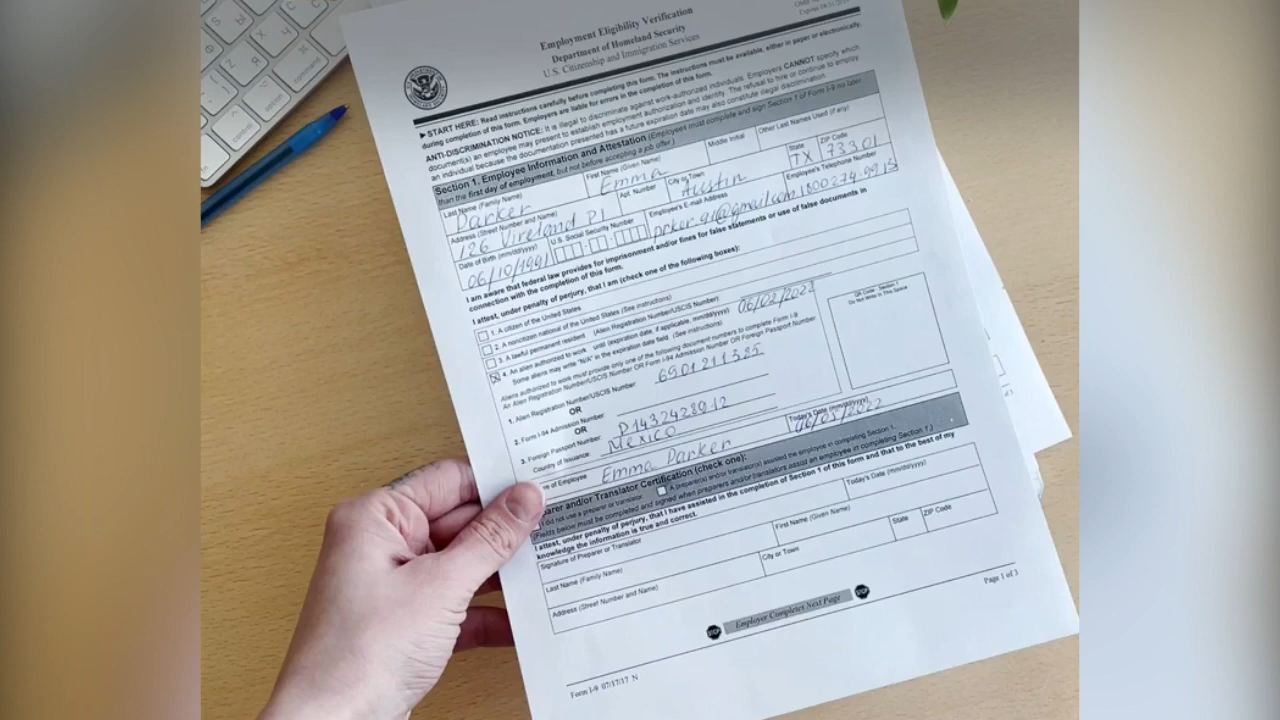 Employment Eligibility Verification
Department of Homeland Security
U.S. Citizenship and Immigration Services
►START HERE: Read instructions carefully before completing this form. The instructions must be available, either in paper or electronically,
during completion of this form. Employers are liable for errors in the completion of this form.
ANTI-DISCRIMINATION NOTICE: It is illegal to discriminate against work-authorized individuals. Employers CANNOT specify which
document(s) an employee may present to establish employment authorization and identity. The refusal to hire or continue to employ
an individual because the documentation presented has a future expiration date may also constitute illegal discrimination.
Section 1. Employee Information and Attestation (Employees must complete and sign Section 1 of Form I-9 no later
than the first day of employment, but not before accepting a job offer.)
Last Name (Family Name) First Name (Given Name) Middle Initial Other Last Names Used (if any)
Parker Emma
Address (Street Number and Name) Apt. Number City or Town State ZIP Code
126 Vireland Pl Austin TX 73301
Date of Birth (mm/dd/yyyy) U.S. Social Security Number Employee's E-mail Address Employee's Telephone Number
06/10/1991 prker.91@gmail.com 1800274-9915
I am aware that federal law provides for imprisonment and/or fines for false statements or use of false documents in
connection with the completion of this form.
I attest, under penalty of perjury, that I am (check one of the following boxes):
1. A citizen of the United States
2. A noncitizen national of the United States (See instructions)
3. A lawful permanent resident (Alien Registration Number/USCIS Number):
4. An alien authorized to work until (expiration date, if applicable, mm/dd/yyyy): 06/02/2023
Some aliens may write "N/A" in the expiration date field. (See instructions)
Aliens authorized to work must provide only one of the following document numbers to complete Form I-9
An Alien Registration Number/USCIS Number OR Form I-94 Admission Number OR Foreign Passport Number
1. Alien Registration Number/USCIS Number: 6901211385
OR
2. Form I-94 Admission Number:
OR
3. Foreign Passport Number: P1432428912
Country of Issuance: Mexico
QR Code - Section 1
Do Not Write In This Space
of Employee Emma Parker Today's Date (mm/dd/yyyy) 06/05/2022
and/or Translator Certification (check one):
I did not use a preparer or translator. A preparer(s) and/or translator(s) assisted the employee in completing Section 1.
(Fields below must be completed and signed when preparers and/or translators assist an employee in completing Section 1.)
I attest, under penalty of perjury, that I have assisted in the completion of Section 1 of this form and that to the best of my
knowledge the information is true and correct.
Signature of Preparer or Translator Today's Date (mm/dd/yyyy)
Last Name (Family Name) First Name (Given Name)
Address (Street Number and Name) City or Town State ZIP Code
STOP Employer Completes Next Page STOP
Form I-9 07/17/17 N Page 1 of 3